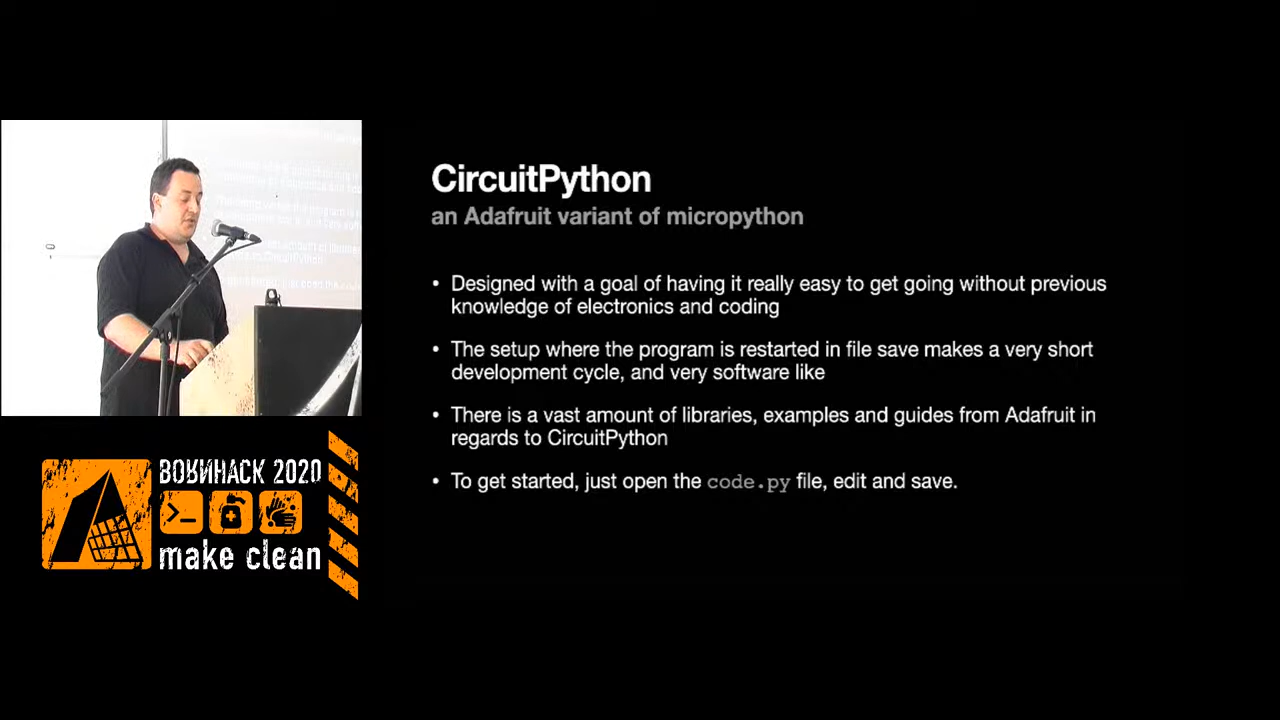 CircuitPython
an Adafruit variant of micropython
• Designed with a goal of having it really easy to get going without previous
knowledge of electronics and coding
• The setup where the program is restarted in file save makes a very short
development cycle, and very software like
• There is a vast amount of libraries, examples and guides from Adafruit in
regards to CircuitPython
• To get started, just open the code.py file, edit and save.
BORNHACK 2020
make clean